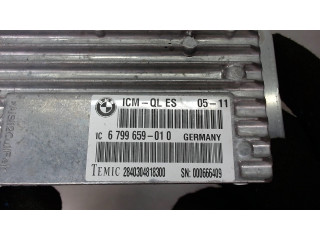 ICM-QL ES 05-11
IC 6 799 659-01 0 GERMANY
TEMIC 2840304818300 SN: 000666409